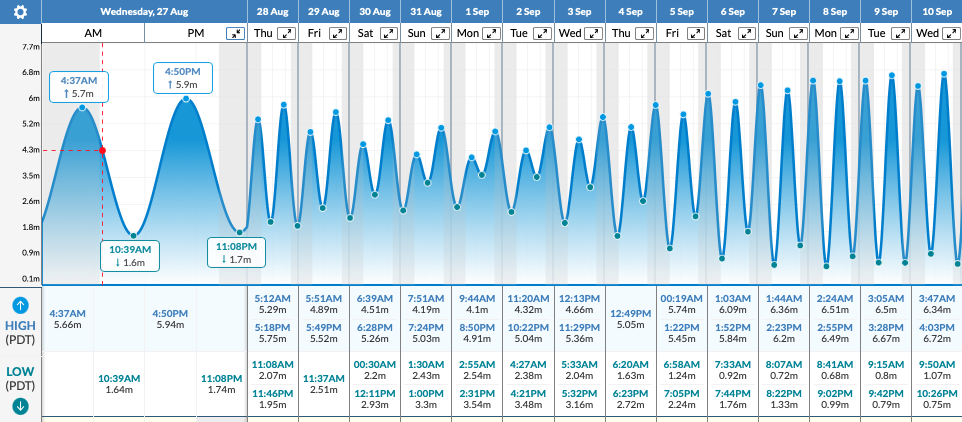 Wednesday, 27 Aug 28 Aug 29 Aug 30 Aug 31 Aug 1 Sep 2 Sep 3 Sep 4 Sep 5 Sep 6 Sep 7 Sep 8 Sep 9 Sep 10 Sep
AM PM Thu Fri Sat Sun Mon Tue Wed Thu Fri Sat Sun Mon Tue Wed
7.7m
6.8m
6m
5.2m
4.3m
3.5m
2.6m
1.8m
0.9m
0.1m
4:37AM
↑ 5.7m
4:50PM
↑ 5.9m
10:39AM
↓ 1.6m
11:08PM
↓ 1.7m
HIGH
(PDT)
4:37AM 4:50PM
5.66m 5.94m
5:12AM 5:51AM 6:39AM 7:51AM 9:44AM 11:20AM 12:13PM 12:49PM 00:19AM 1:03AM 1:44AM 2:24AM 3:05AM 3:47AM
5.29m 4.89m 4.51m 4.19m 4.1m 4.32m 4.66m 5.05m 5.74m 6.09m 6.36m 6.51m 6.5m 6.34m
5:18PM 5:49PM 6:28PM 7:24PM 8:50PM 10:22PM 11:29PM 1:22PM 1:52PM 2:23PM 2:55PM 3:28PM 4:03PM
5.75m 5.52m 5.26m 5.03m 4.91m 5.04m 5.36m 5.45m 5.84m 6.2m 6.49m 6.67m 6.72m
LOW
(PDT)
10:39AM 11:08PM
1.64m 1.74m
11:08AM 11:37AM 00:30AM 1:30AM 2:55AM 4:27AM 5:33AM 6:20AM 6:58AM 7:33AM 8:07AM 8:41AM 9:15AM 9:50AM
2.07m 2.51m 2.2m 2.43m 2.54m 2.38m 2.04m 1.63m 1.24m 0.92m 0.72m 0.68m 0.8m 1.07m
11:46PM 12:11PM 1:00PM 2:31PM 4:21PM 5:32PM 6:23PM 7:05PM 7:44PM 8:22PM 9:02PM 9:42PM 10:26PM
1.95m 2.93m 3.3m 3.54m 3.48m 3.16m 2.72m 2.24m 1.76m 1.33m 0.99m 0.79m 0.75m